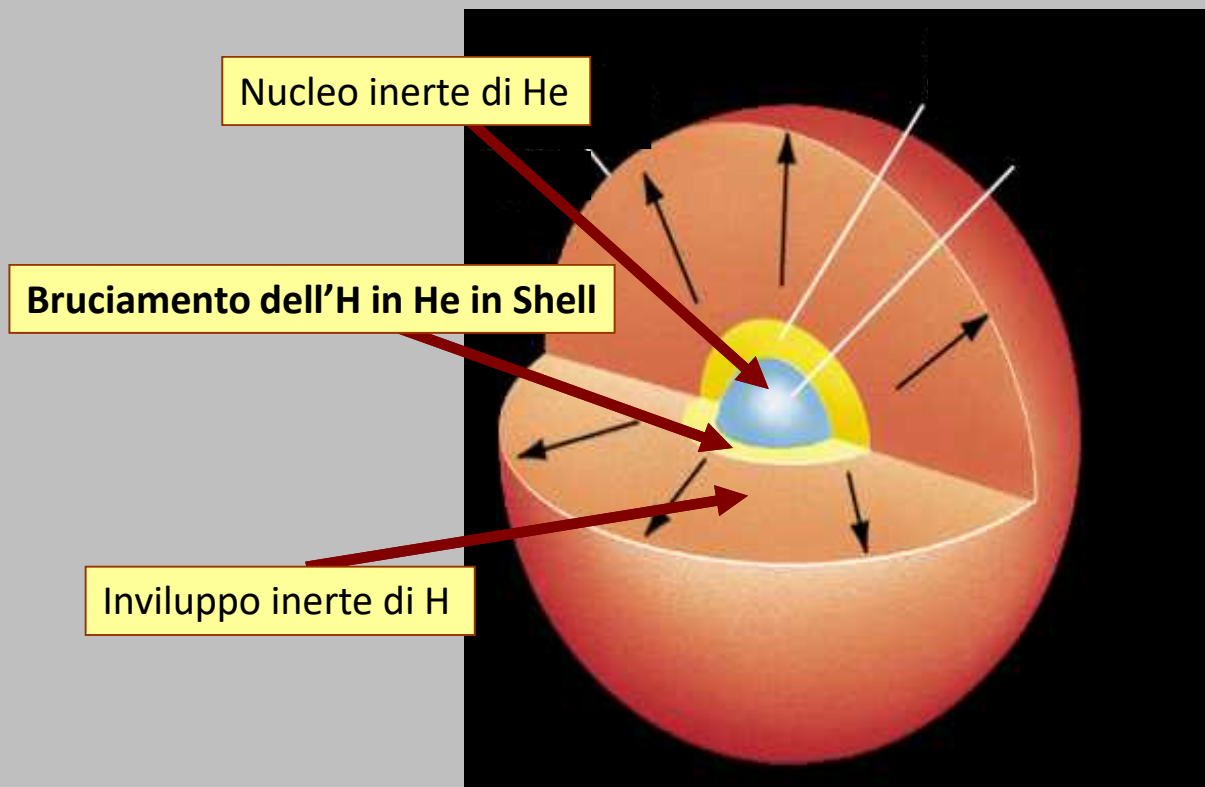 Nucleo inerte di He
Bruciamento dell’H in He in Shell
Inviluppo inerte di H